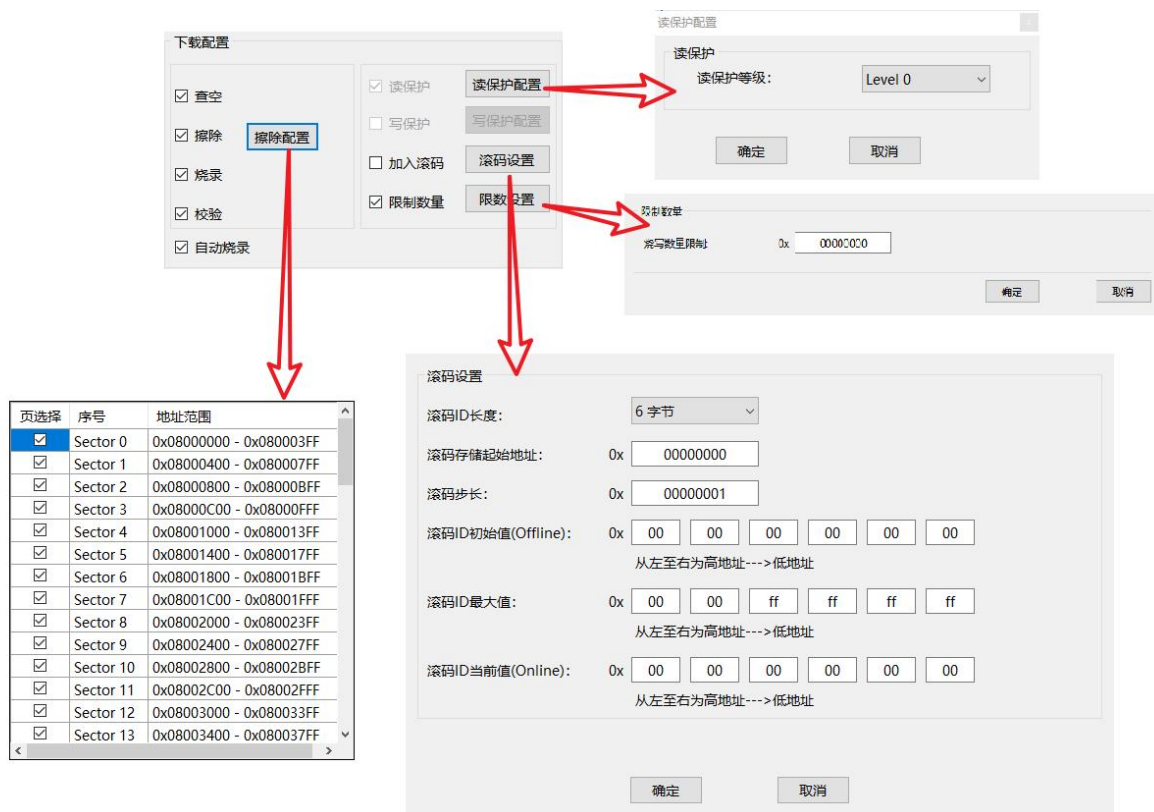 下载配置
查空
擦除 擦除配置
烧录
校验
自动烧录
读保护 读保护配置
写保护 写保护配置
加入滚码 滚码设置
限制数量 限数设置
读保护配置
读保护
读保护等级： Level 0
确定 取消
限制数量
烧写数量限制: 0x 00000000
确定 取消
页选择 序号 地址范围
Sector 0 0x08000000 - 0x080003FF
Sector 1 0x08000400 - 0x080007FF
Sector 2 0x08000800 - 0x08000BFF
Sector 3 0x08000C00 - 0x08000FFF
Sector 4 0x08001000 - 0x080013FF
Sector 5 0x08001400 - 0x080017FF
Sector 6 0x08001800 - 0x08001BFF
Sector 7 0x08001C00 - 0x08001FFF
Sector 8 0x08002000 - 0x080023FF
Sector 9 0x08002400 - 0x080027FF
Sector 10 0x08002800 - 0x08002BFF
Sector 11 0x08002C00 - 0x08002FFF
Sector 12 0x08003000 - 0x080033FF
Sector 13 0x08003400 - 0x080037FF
滚码设置
滚码ID长度： 6 字节
滚码存储起始地址： 0x 00000000
滚码步长： 0x 00000001
滚码ID初始值(Offline)： 0x 00 00 00 00 00 00
从左至右为高地址--->低地址
滚码ID最大值： 0x 00 00 ff ff ff ff
从左至右为高地址--->低地址
滚码ID当前值(Online)： 0x 00 00 00 00 00 00
从左至右为高地址--->低地址
确定 取消